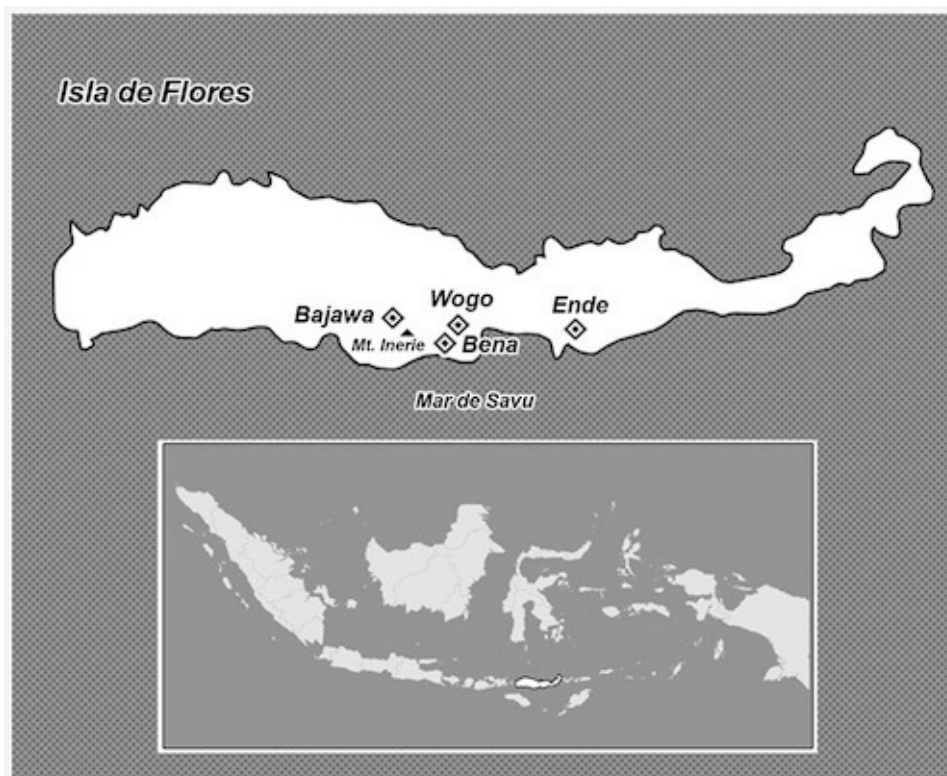 Isla de Flores
Wogo
Ende
Bajawa
Mt. Inerie
Bena
Mar de Savu